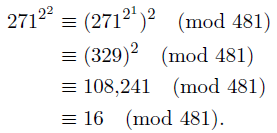 271^{2^2} ≡ (271^{2^1})^2 (mod 481)
≡ (329)^2 (mod 481)
≡ 108,241 (mod 481)
≡ 16 (mod 481).